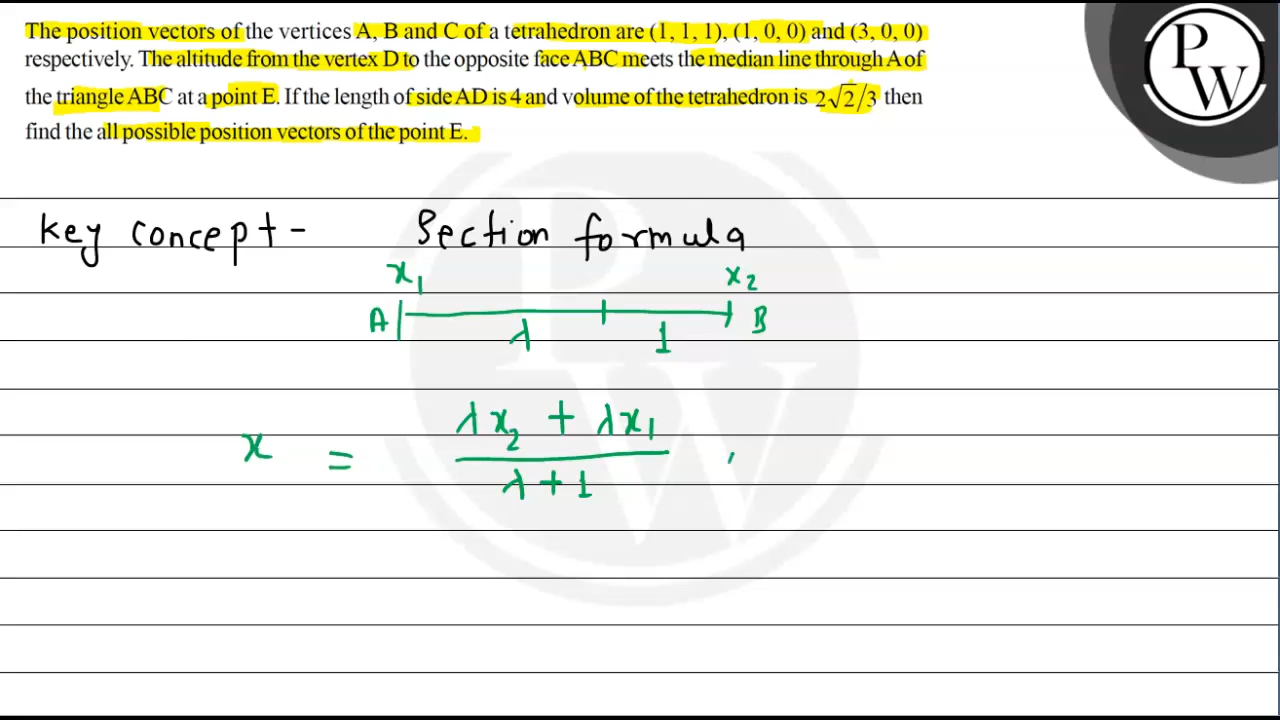 The position vectors of the vertices A, B and C of a tetrahedron are (1, 1, 1), (1, 0, 0) and (3, 0, 0)
respectively. The altitude from the vertex D to the opposite face ABC meets the median line through A of
the triangle ABC at a point E. If the length of side AD is 4 and volume of the tetrahedron is 2√2/3 then
find the all possible position vectors of the point E.
P
W
Key concept - Section formula
x₁ x₂
A λ 1 B
x = (λx₂ + λx₁)/(λ + 1) ,
PW